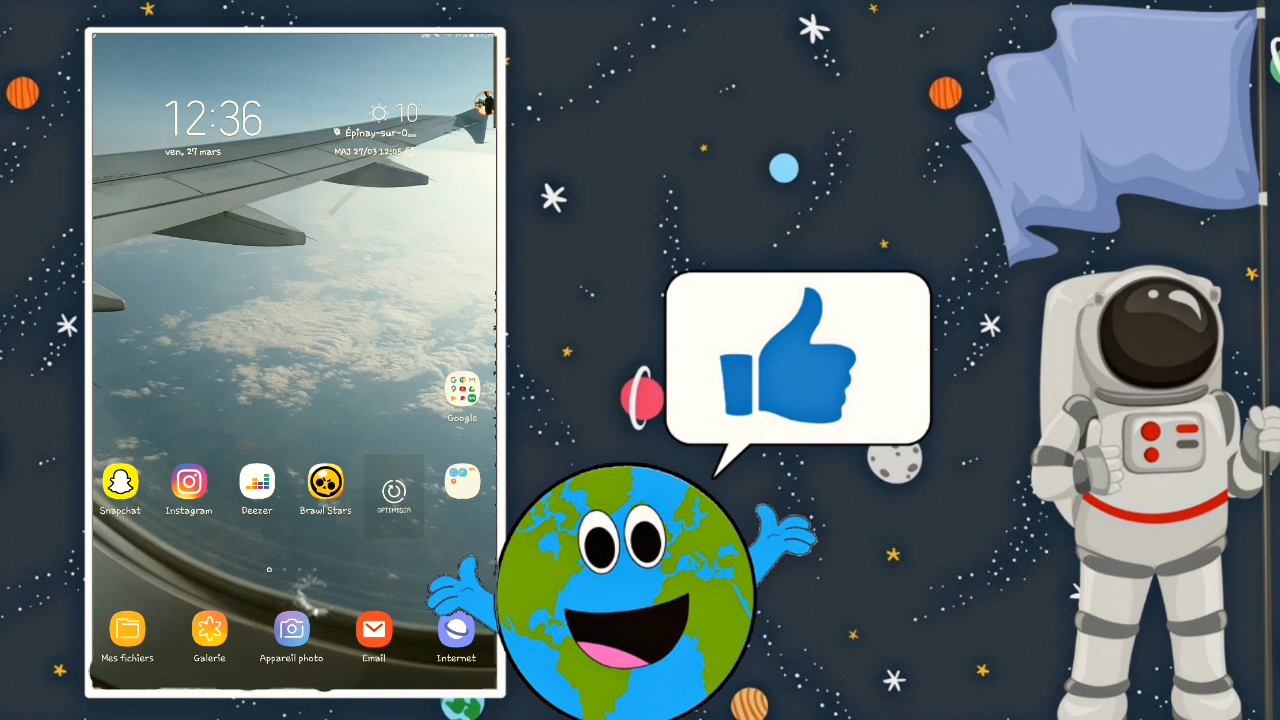 12:36
10°
Épinay-sur-O...
ven. 27 mars
MAJ 27/03 12:05
Google
Snapchat
Instagram
Deezer
Brawl Stars
OPTIMISER
Mes fichiers
Galerie
Appareil photo
Email
Internet